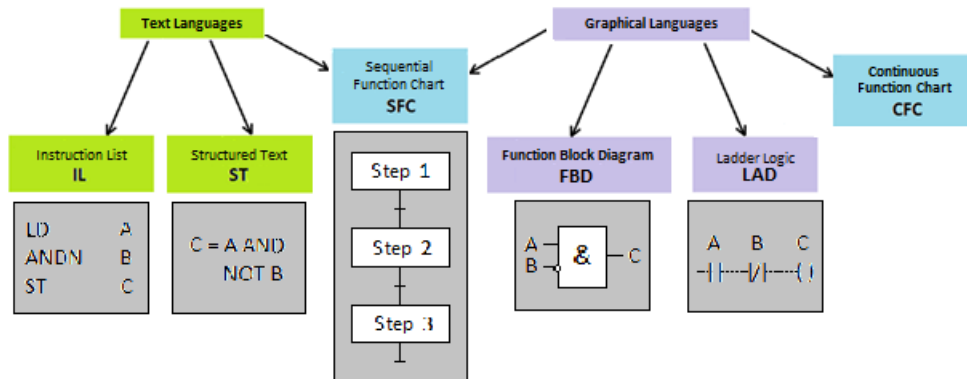 Text Languages
Graphical Languages
Sequential
Function Chart
SFC
Continuous
Function Chart
CFC
Instruction List
IL
Structured Text
ST
Function Block Diagram
FBD
Ladder Logic
LAD
LD A
ANDN B
ST C
C = A AND
NOT B
Step 1
Step 2
Step 3
A
B
&
C
A B C